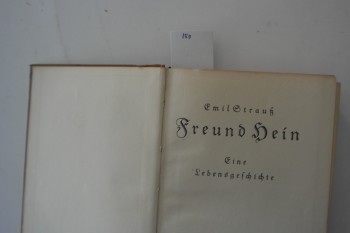 Emil Strauß
Freund Hein
Eine
Lebensgeschichte